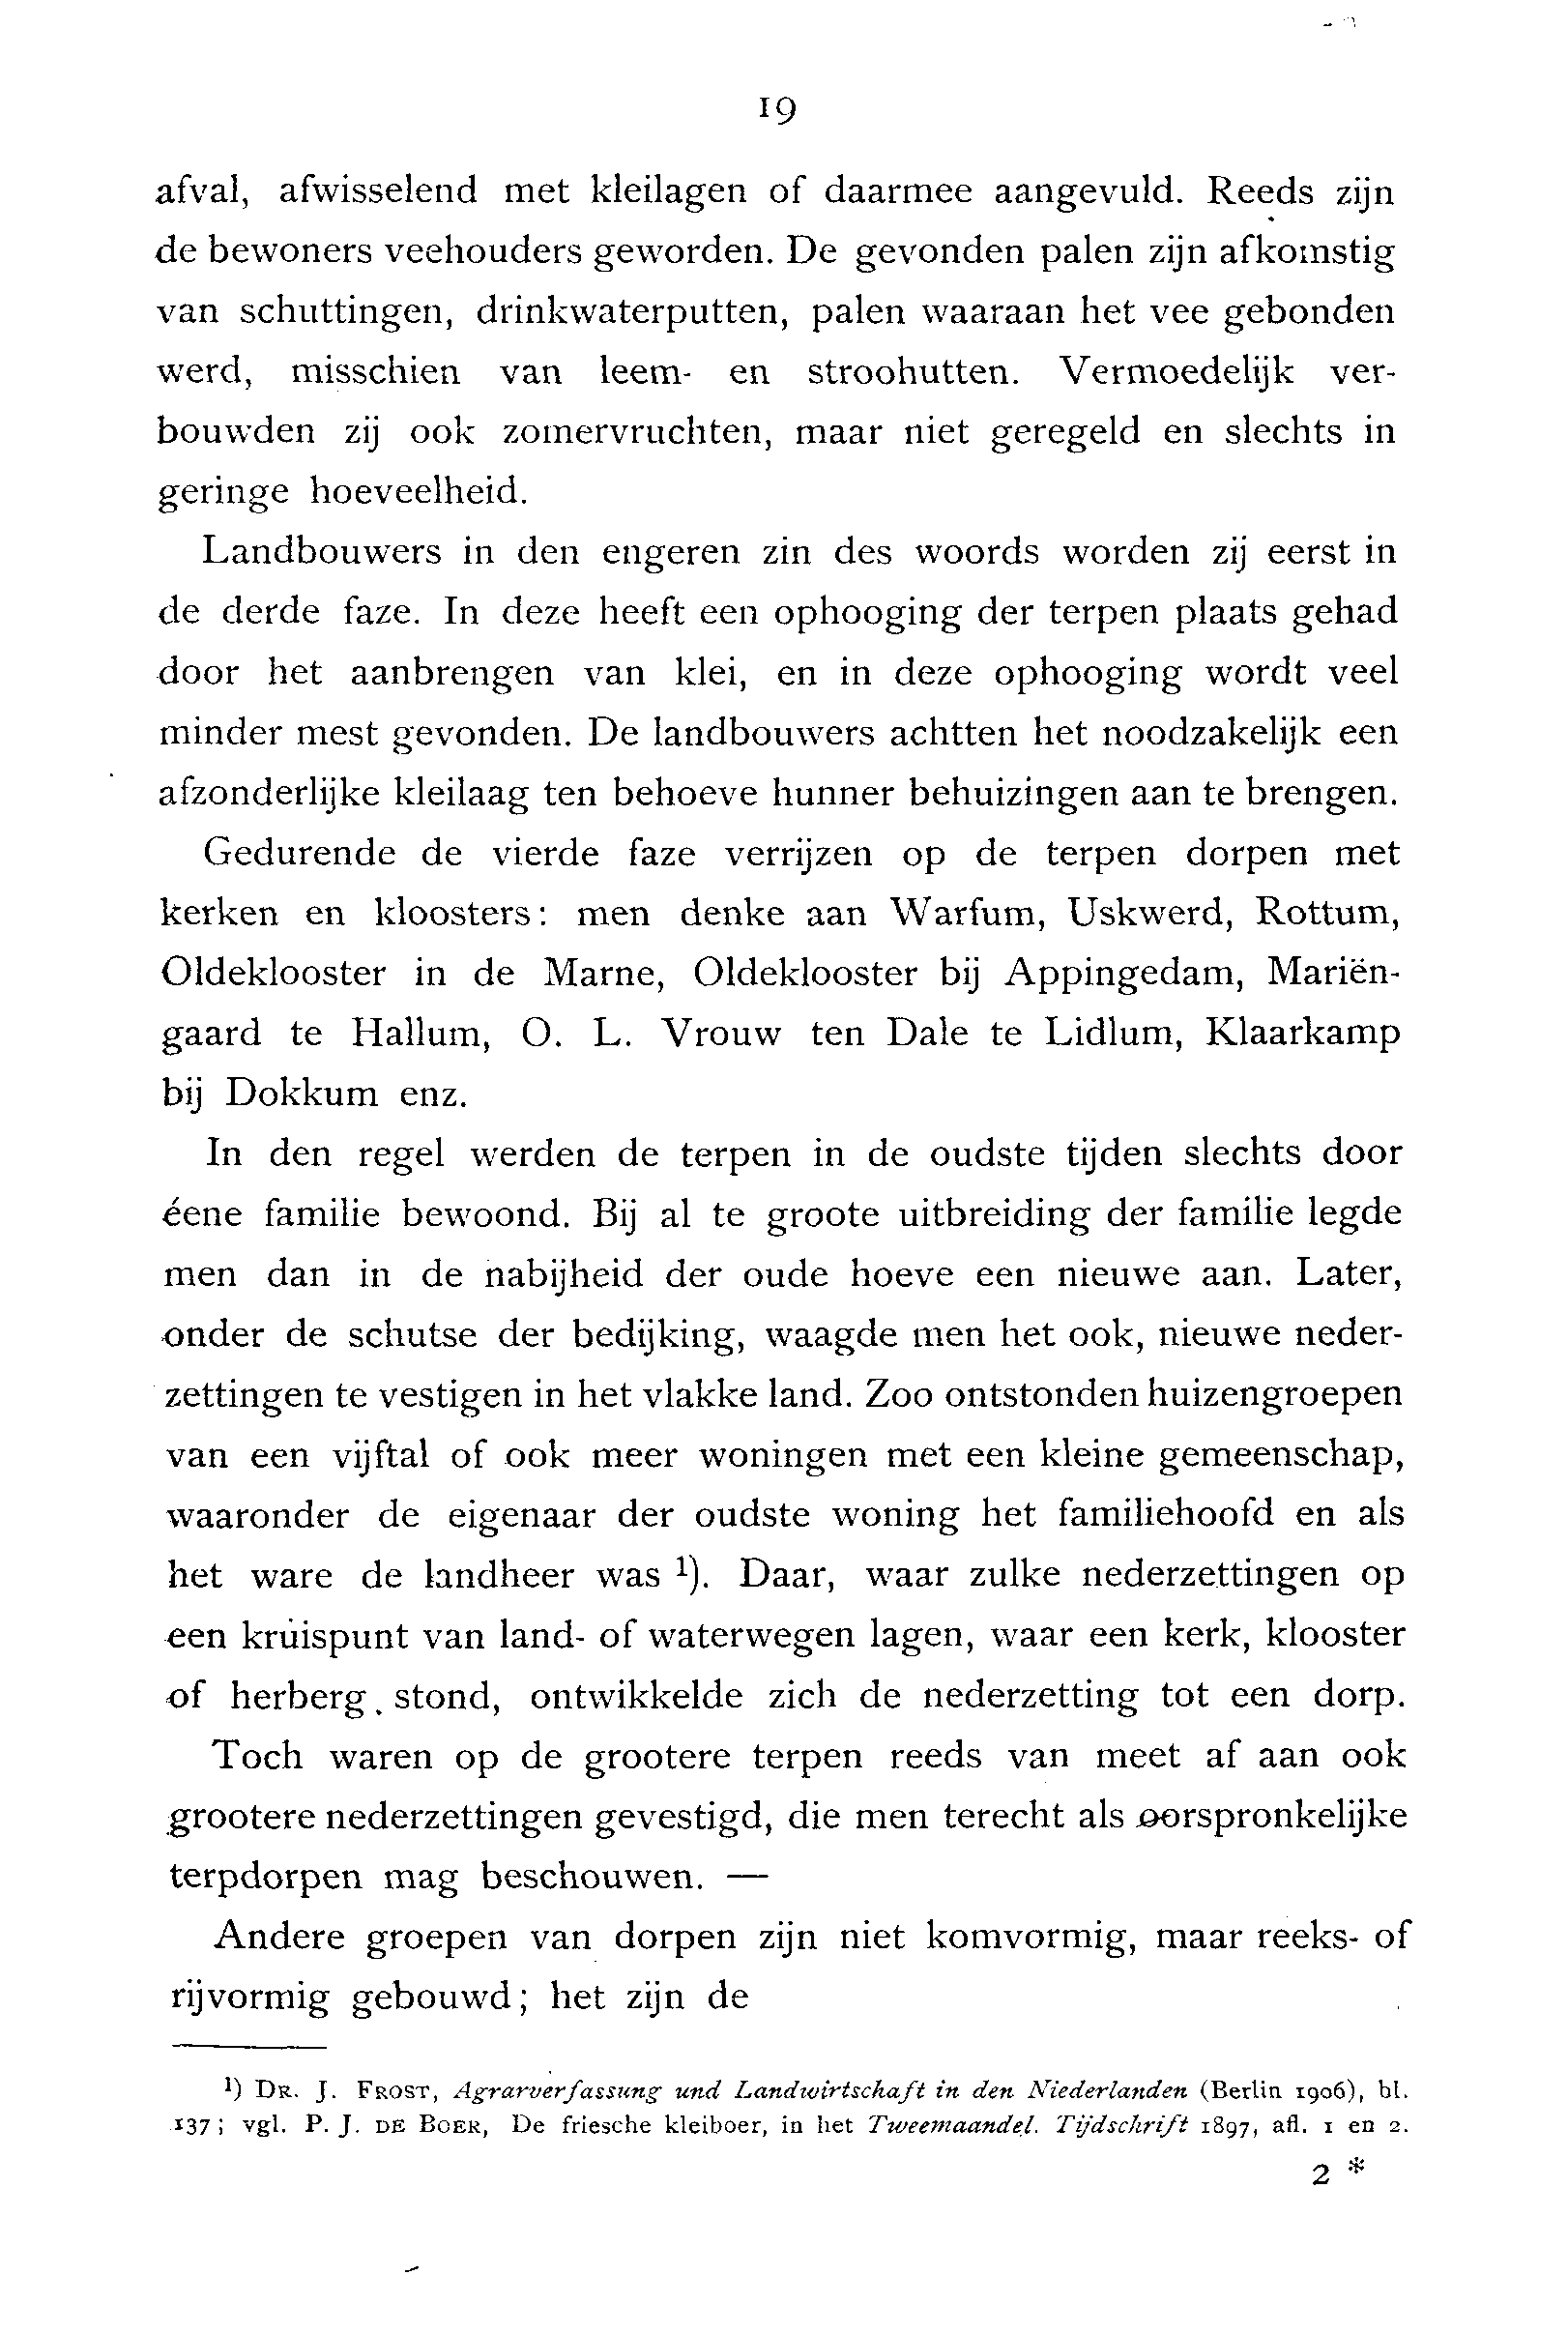 19
afval, afwisselend met kleilagen of daarmee aangevuld. Reeds zijn
de bewoners veehouders geworden. De gevonden palen zijn afkomstig
van schuttingen, drinkwaterputten, palen waaraan het vee gebonden
werd, misschien van leem- en stroohutten. Vermoedelijk ver-
bouwden zij ook zomervruchten, maar niet geregeld en slechts in
geringe hoeveelheid.
Landbouwers in den engeren zin des woords worden zij eerst in
de derde faze. In deze heeft een ophooging der terpen plaats gehad
door het aanbrengen van klei, en in deze ophooging wordt veel
minder mest gevonden. De landbouwers achtten het noodzakelijk een
afzonderlijke kleilaag ten behoeve hunner behuizingen aan te brengen.
Gedurende de vierde faze verrijzen op de terpen dorpen met
kerken en kloosters: men denke aan Warfum, Uskwerd, Rottum,
Oldeklooster in de Marne, Oldeklooster bij Appingedam, Mariën-
gaard te Hallum, O. L. Vrouw ten Dale te Lidlum, Klaarkamp
bij Dokkum enz.
In den regel werden de terpen in de oudste tijden slechts door
éene familie bewoond. Bij al te groote uitbreiding der familie legde
men dan in de nabijheid der oude hoeve een nieuwe aan. Later,
onder de schutse der bedijking, waagde men het ook, nieuwe neder-
zettingen te vestigen in het vlakke land. Zoo ontstonden huizengroepen
van een vijftal of ook meer woningen met een kleine gemeenschap,
waaronder de eigenaar der oudste woning het familiehoofd en als
het ware de landheer was ¹). Daar, waar zulke nederzettingen op
een kruispunt van land- of waterwegen lagen, waar een kerk, klooster
of herberg stond, ontwikkelde zich de nederzetting tot een dorp.
Toch waren op de grootere terpen reeds van meet af aan ook
grootere nederzettingen gevestigd, die men terecht als oorspronkelijke
terpdorpen mag beschouwen. —
Andere groepen van dorpen zijn niet komvormig, maar reeks- of
rijvormig gebouwd; het zijn de
¹) DR. J. FROST, Agrarverfassung und Landwirtschaft in den Niederlanden (Berlin 1906), bl.
137; vgl. P. J. DE BOER, De friesche kleiboer, in het Tweemaandel. Tijdschrift 1897, afl. 1 en 2.
2 *